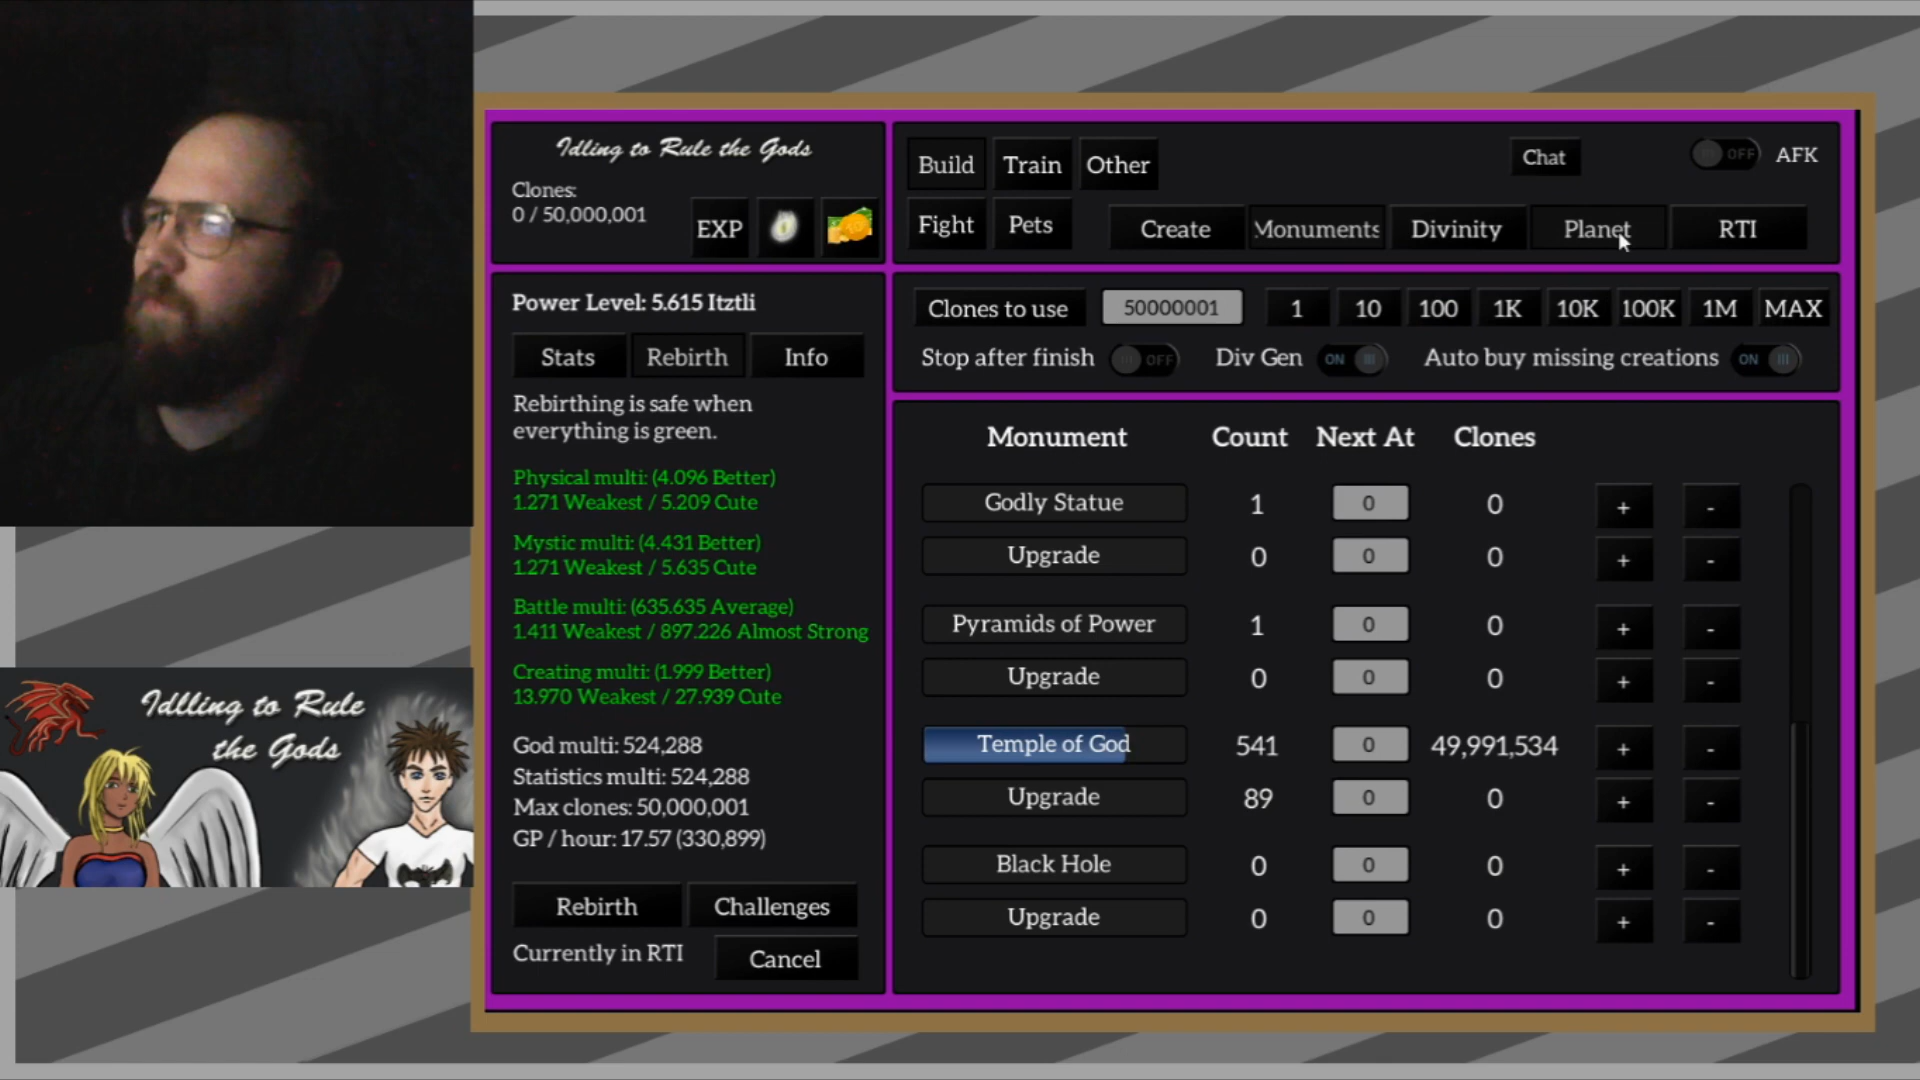 Idling to Rule the Gods
Clones:
0 / 50,000,001
EXP
Build Train Other
Fight Pets
Chat
OFF AFK
Create Monuments Divinity Planet RTI
Power Level: 5.615 Itztli
Stats Rebirth Info
Rebirthing is safe when
everything is green.
Physical multi: (4.096 Better)
1.271 Weakest / 5.209 Cute
Mystic multi: (4.431 Better)
1.271 Weakest / 5.635 Cute
Battle multi: (635.635 Average)
1.411 Weakest / 897.226 Almost Strong
Creating multi: (1.999 Better)
13.970 Weakest / 27.939 Cute
God multi: 524,288
Statistics multi: 524,288
Max clones: 50,000,001
GP / hour: 17.57 (330,899)
Rebirth Challenges
Currently in RTI Cancel
Clones to use 50000001 1 10 100 1K 10K 100K 1M MAX
Stop after finish OFF Div Gen ON Auto buy missing creations ON
Monument Count Next At Clones
Godly Statue 1 0 0 + -
Upgrade 0 0 0 + -
Pyramids of Power 1 0 0 + -
Upgrade 0 0 0 + -
Temple of God 541 0 49,991,534 + -
Upgrade 89 0 0 + -
Black Hole 0 0 0 + -
Upgrade 0 0 0 + -
Idlling to Rule
the Gods